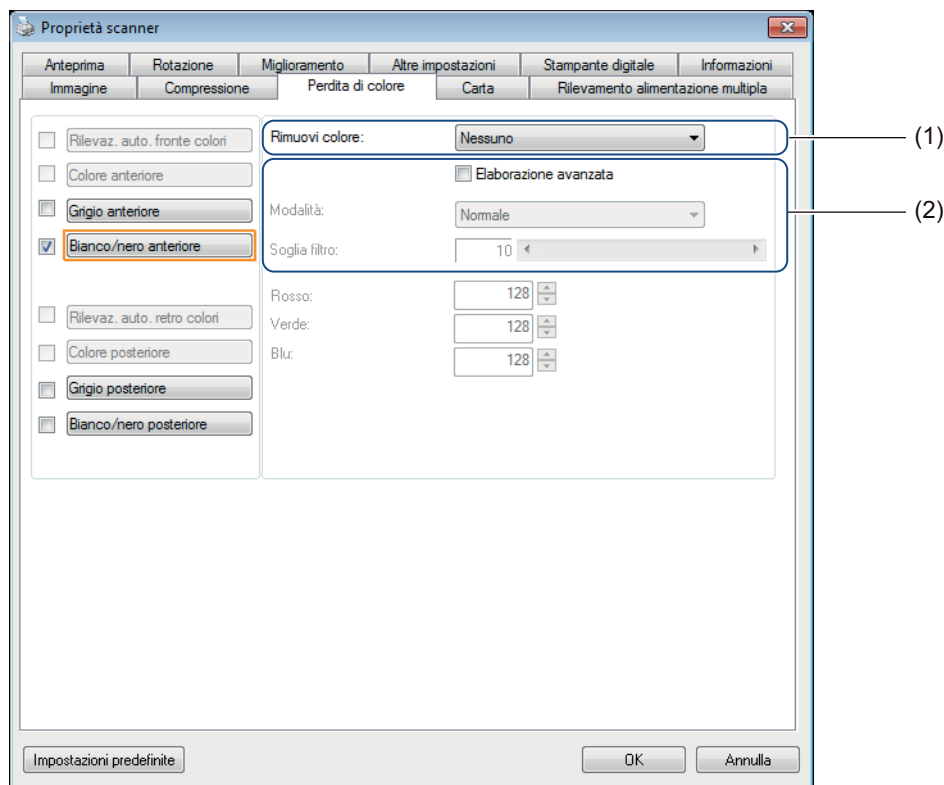 Proprietà scanner
Anteprima Rotazione Miglioramento Altre impostazioni Stampante digitale Informazioni
Immagine Compressione Perdita di colore Carta Rilevamento alimentazione multipla
Rilevaz. auto. fronte colori
Colore anteriore
Grigio anteriore
Bianco/nero anteriore
Rilevaz. auto. retro colori
Colore posteriore
Grigio posteriore
Bianco/nero posteriore
Rimuovi colore: Nessuno
(1)
Elaborazione avanzata
Modalità: Normale
(2)
Soglia filtro: 10
Rosso: 128
Verde: 128
Blu: 128
Impostazioni predefinite OK Annulla